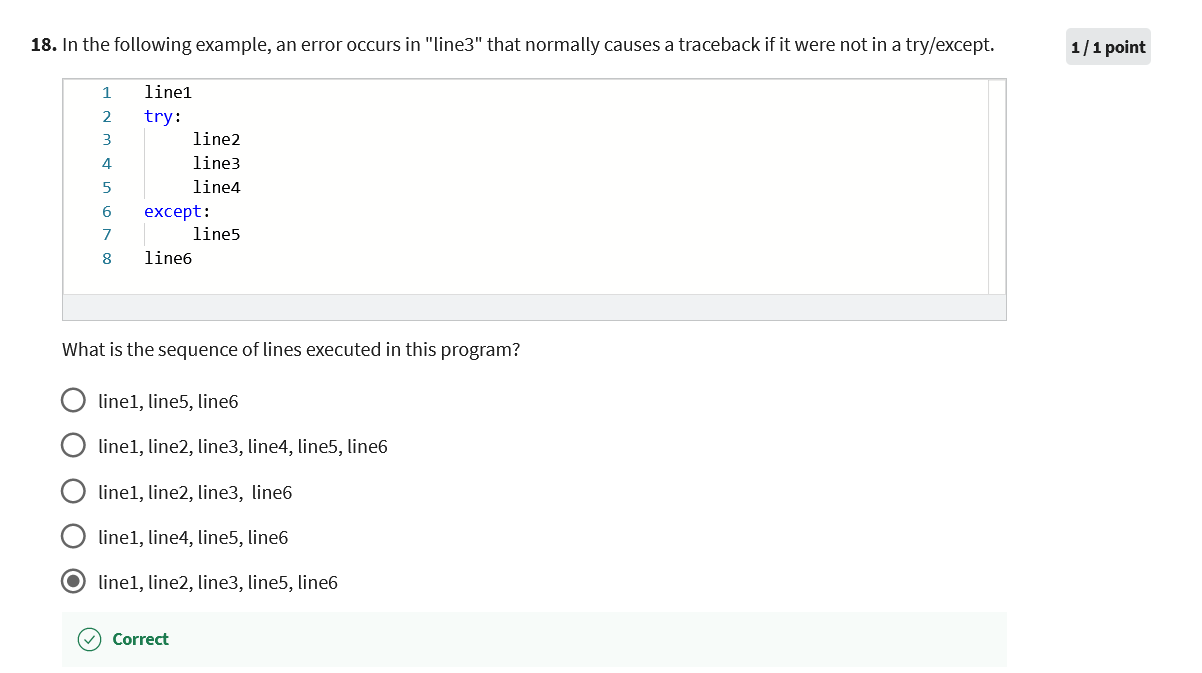 18. In the following example, an error occurs in "line3" that normally causes a traceback if it were not in a try/except.
1 / 1 point
1 line1
2 try:
3 line2
4 line3
5 line4
6 except:
7 line5
8 line6
What is the sequence of lines executed in this program?
line1, line5, line6
line1, line2, line3, line4, line5, line6
line1, line2, line3,  line6
line1, line4, line5, line6
line1, line2, line3, line5, line6
Correct